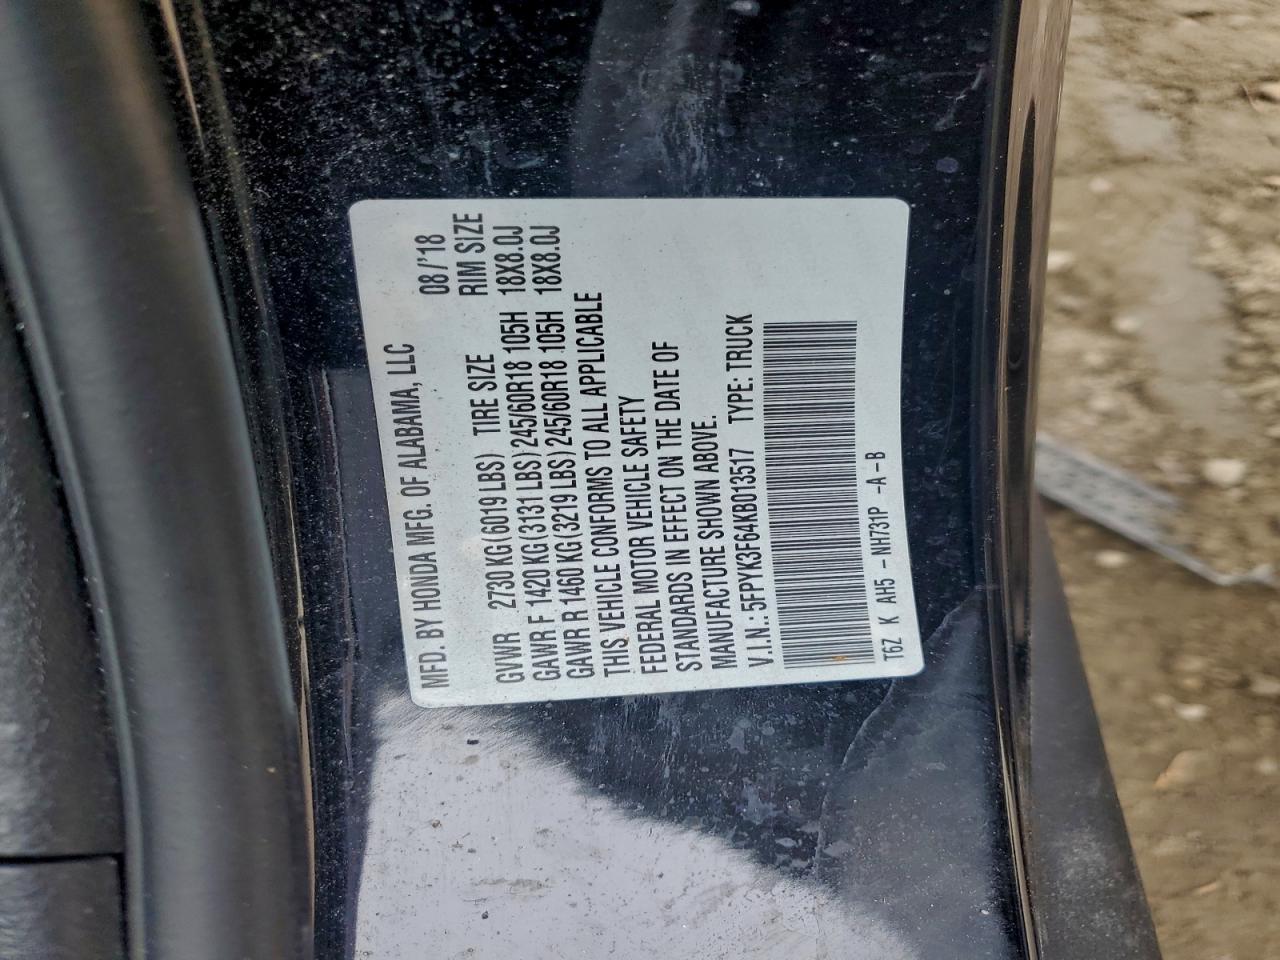 MFD. BY HONDA MFG. OF ALABAMA, LLC 08/'18
GVWR 2730 KG (6019 LBS) TIRE SIZE RIM SIZE
GAWR F 1420 KG (3131 LBS) 245/60R18 105H 18X8.0J
GAWR R 1460 KG (3219 LBS) 245/60R18 105H 18X8.0J
THIS VEHICLE CONFORMS TO ALL APPLICABLE
FEDERAL MOTOR VEHICLE SAFETY
STANDARDS IN EFFECT ON THE DATE OF
MANUFACTURE SHOWN ABOVE.
V.I.N.: 5FPYK3F64KB013517 TYPE: TRUCK
T6Z K AH5 - NH731P - A - B